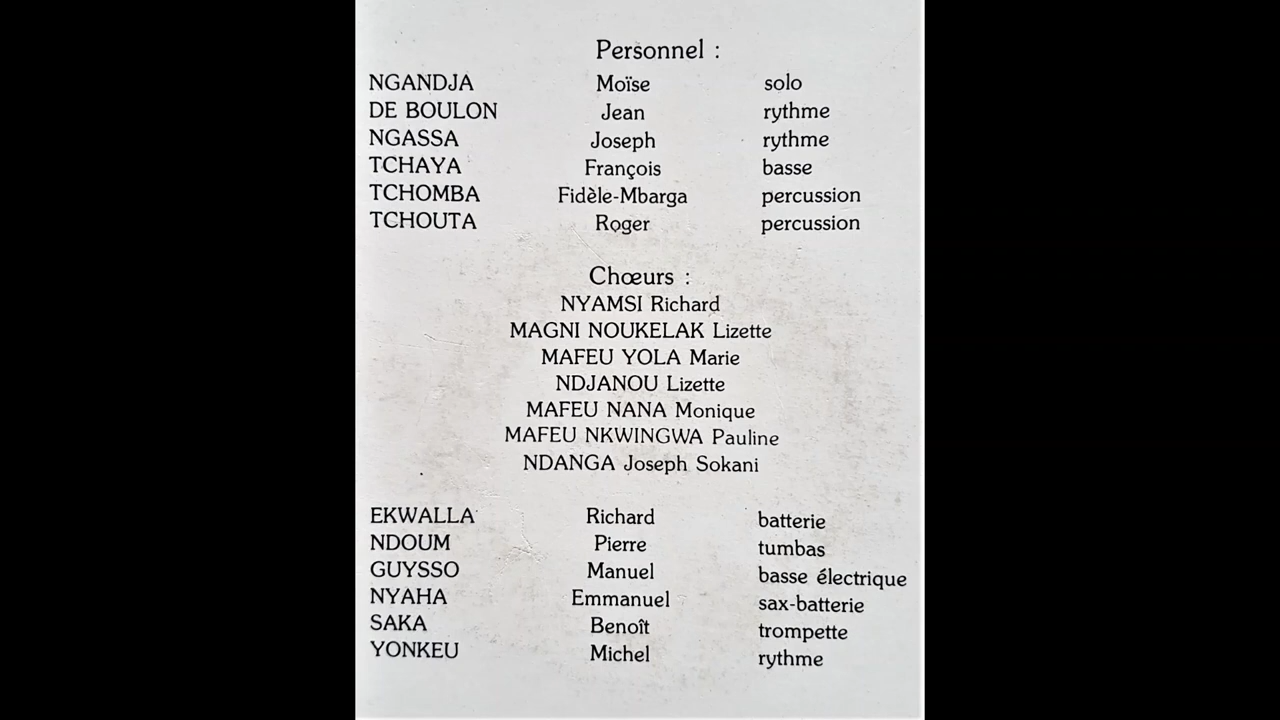 Personnel :
NGANDJA Moïse solo
DE BOULON Jean rythme
NGASSA Joseph rythme
TCHAYA François basse
TCHOMBA Fidèle-Mbarga percussion
TCHOUTA Roger percussion
Chœurs :
NYAMSI Richard
MAGNI NOUKELAK Lizette
MAFEU YOLA Marie
NDJANOU Lizette
MAFEU NANA Monique
MAFEU NKWINGWA Pauline
NDANGA Joseph Sokani
EKWALLA Richard batterie
NDOUM Pierre tumbas
GUYSSO Manuel basse électrique
NYAHA Emmanuel sax-batterie
SAKA Benoît trompette
YONKEU Michel rythme